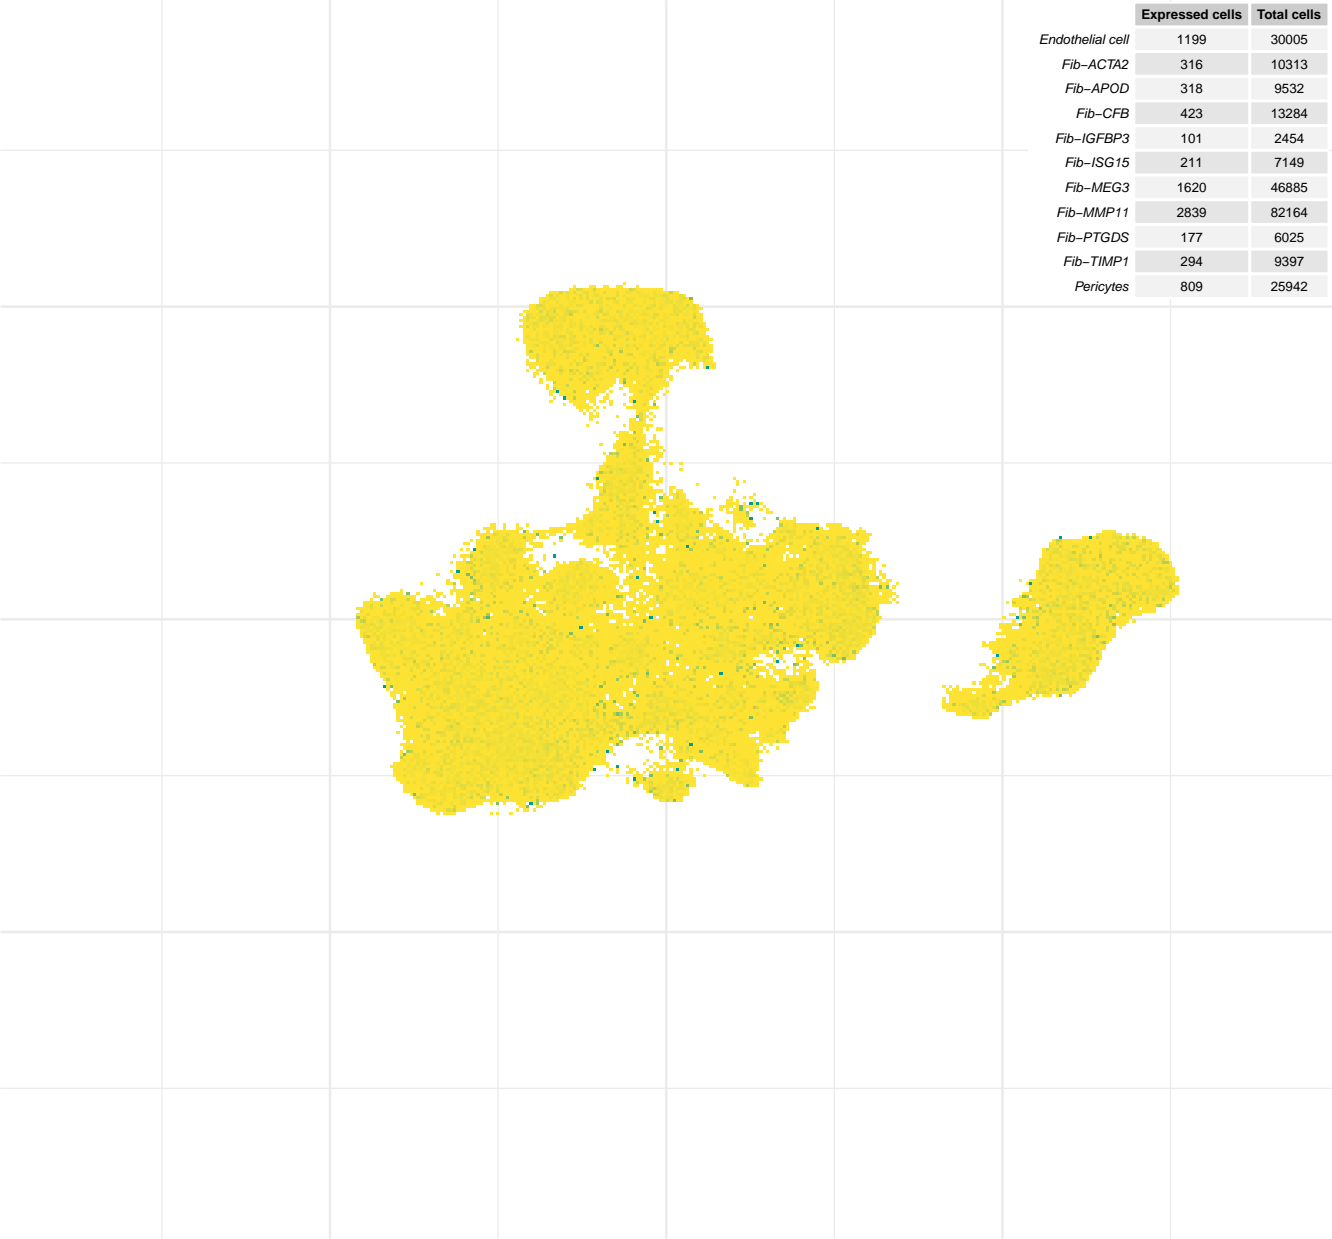 Expressed cells Total cells
Endothelial cell 1199 30005
Fib−ACTA2 316 10313
Fib−APOD 318 9532
Fib−CFB 423 13284
Fib−IGFBP3 101 2454
Fib−ISG15 211 7149
Fib−MEG3 1620 46885
Fib−MMP11 2839 82164
Fib−PTGDS 177 6025
Fib−TIMP1 294 9397
Pericytes 809 25942